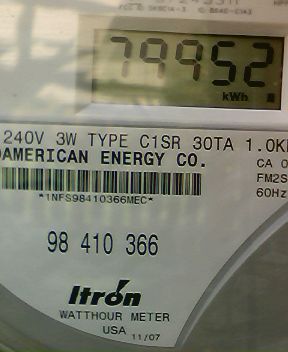 79952
kWh
240V 3W TYPE C1SR 30TA 1.0K
AMERICAN ENERGY CO.
CA 0
FM2S
60Hz
*1NFS98410366MEC*
98 410 366
Itron
WATTHOUR METER
USA 11/07